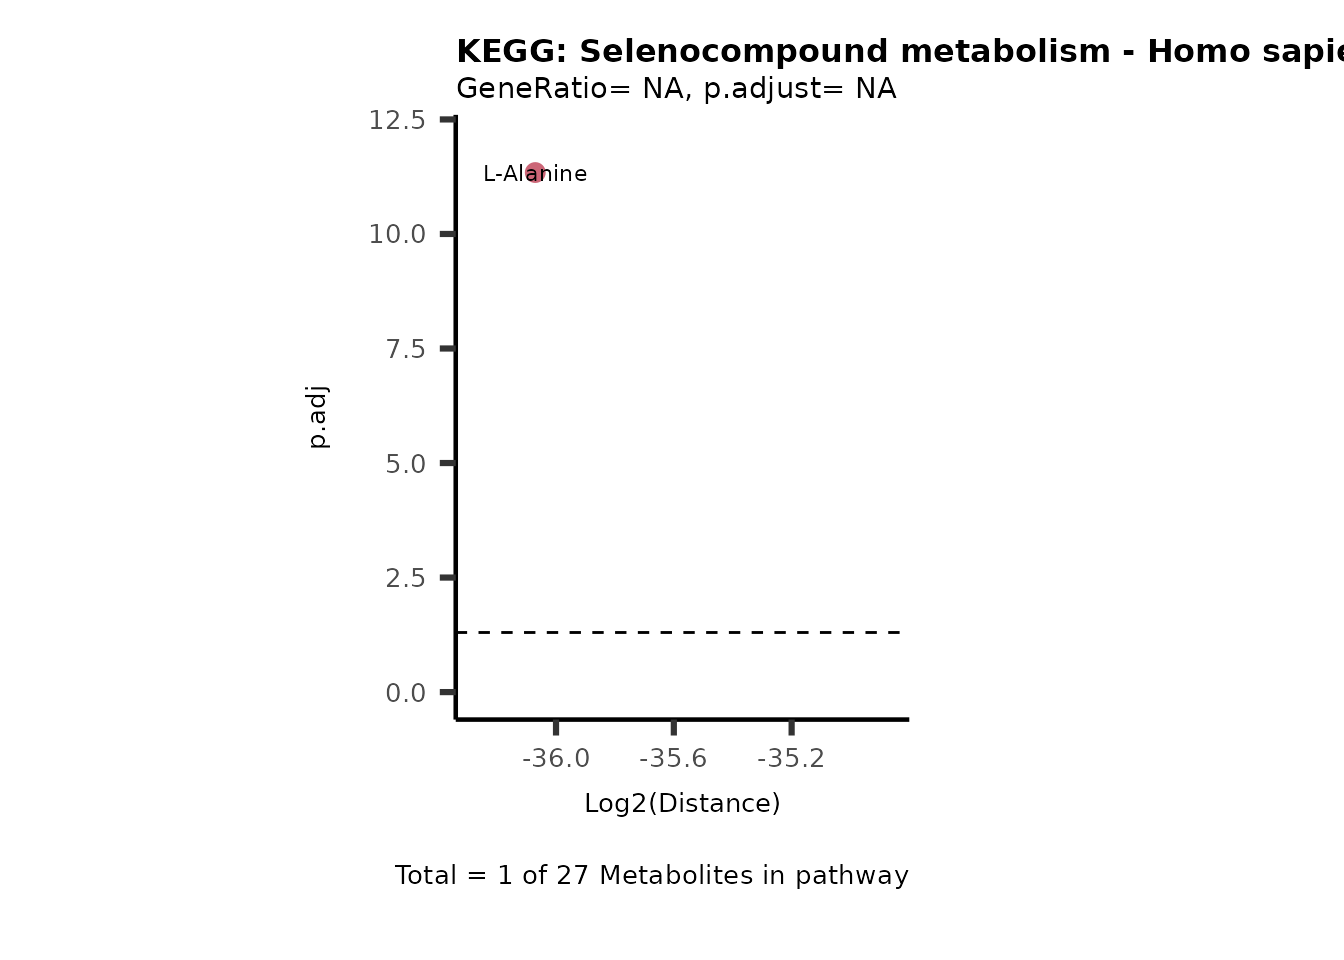 KEGG: Selenocompound metabolism - Homo sapie
GeneRatio= NA, p.adjust= NA
12.5
L-Alanine
10.0
7.5
p.adj
5.0
2.5
0.0
-36.0 -35.6 -35.2
Log2(Distance)
Total = 1 of 27 Metabolites in pathway